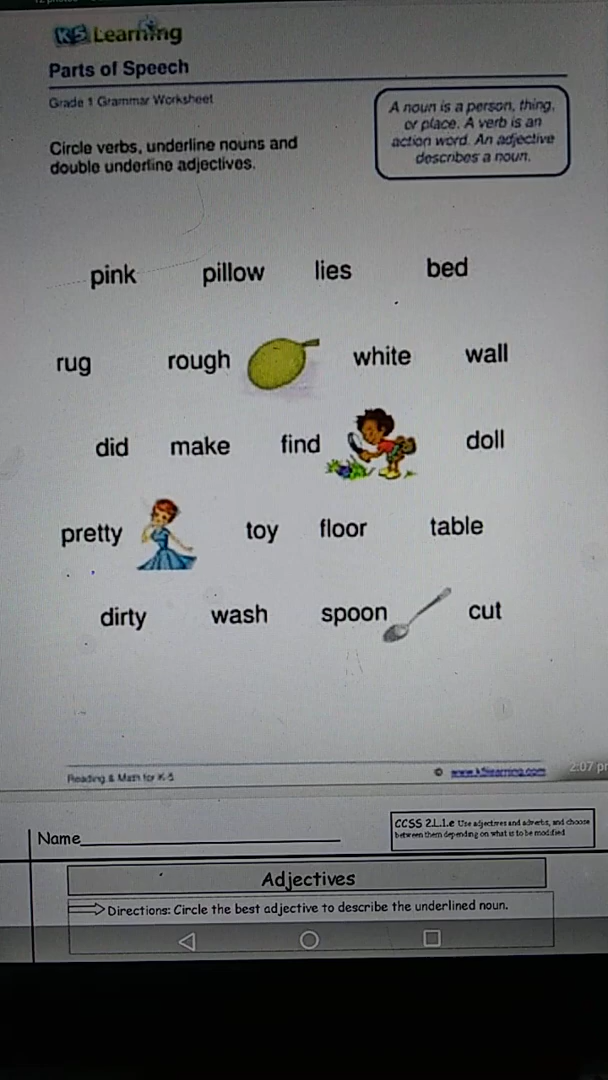 K5 Learning
Parts of Speech
Grade 1 Grammar Worksheet
A noun is a person, thing,
or place. A verb is an
action word. An adjective
describes a noun.
Circle verbs, underline nouns and
double underline adjectives.
pink pillow lies bed
rug rough white wall
did make find doll
pretty toy floor table
dirty wash spoon cut
Reading & Math for K-5
© www.k5learning.com
2:07 pm
Name
CCSS 2.L.1.e Use adjectives and adverbs, and choose
between them depending on what is to be modified
Adjectives
Directions: Circle the best adjective to describe the underlined noun.